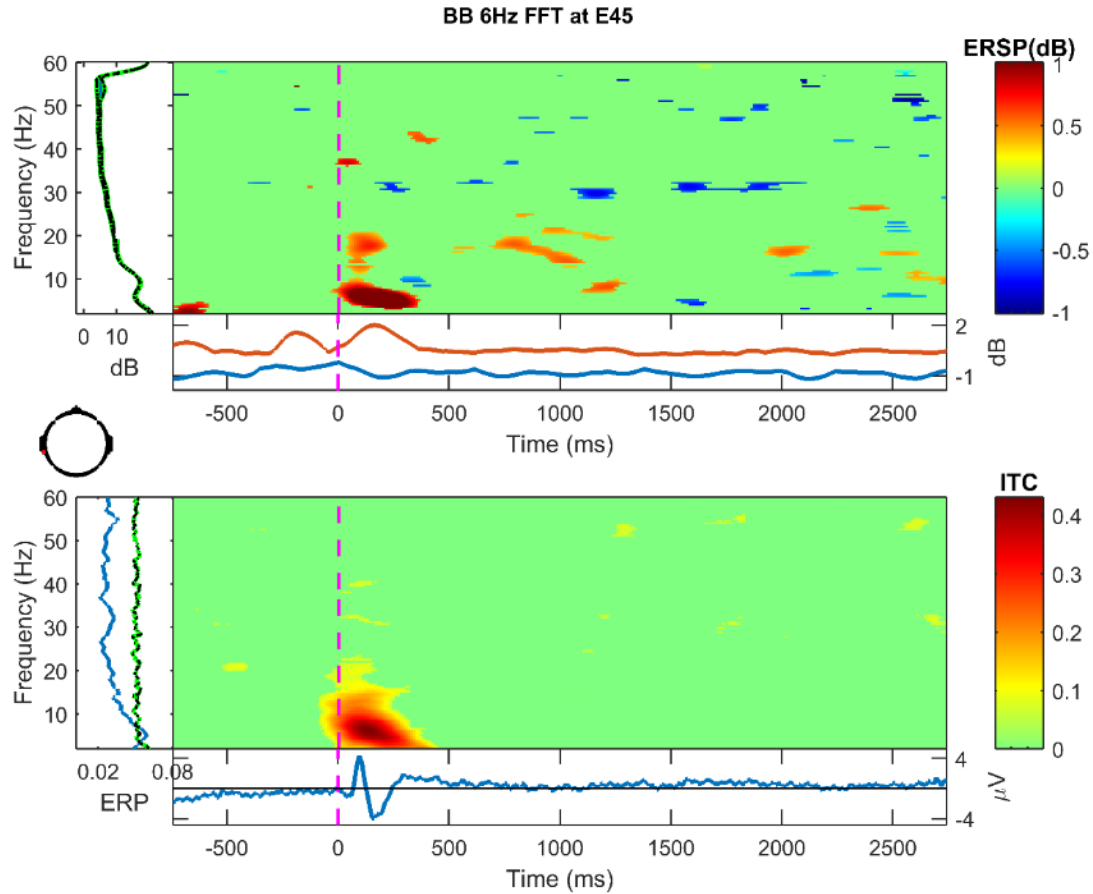 BB 6Hz FFT at E45
ERSP(dB)
Frequency (Hz)
60
50
40
30
20
10
0 10
dB
1
0.5
0
-0.5
-1
2
-1
dB
-500 0 500 1000 1500 2000 2500
Time (ms)
ITC
Frequency (Hz)
60
50
40
30
20
10
0.02 0.08
ERP
0.4
0.3
0.2
0.1
0
4
-4
μV
-500 0 500 1000 1500 2000 2500
Time (ms)